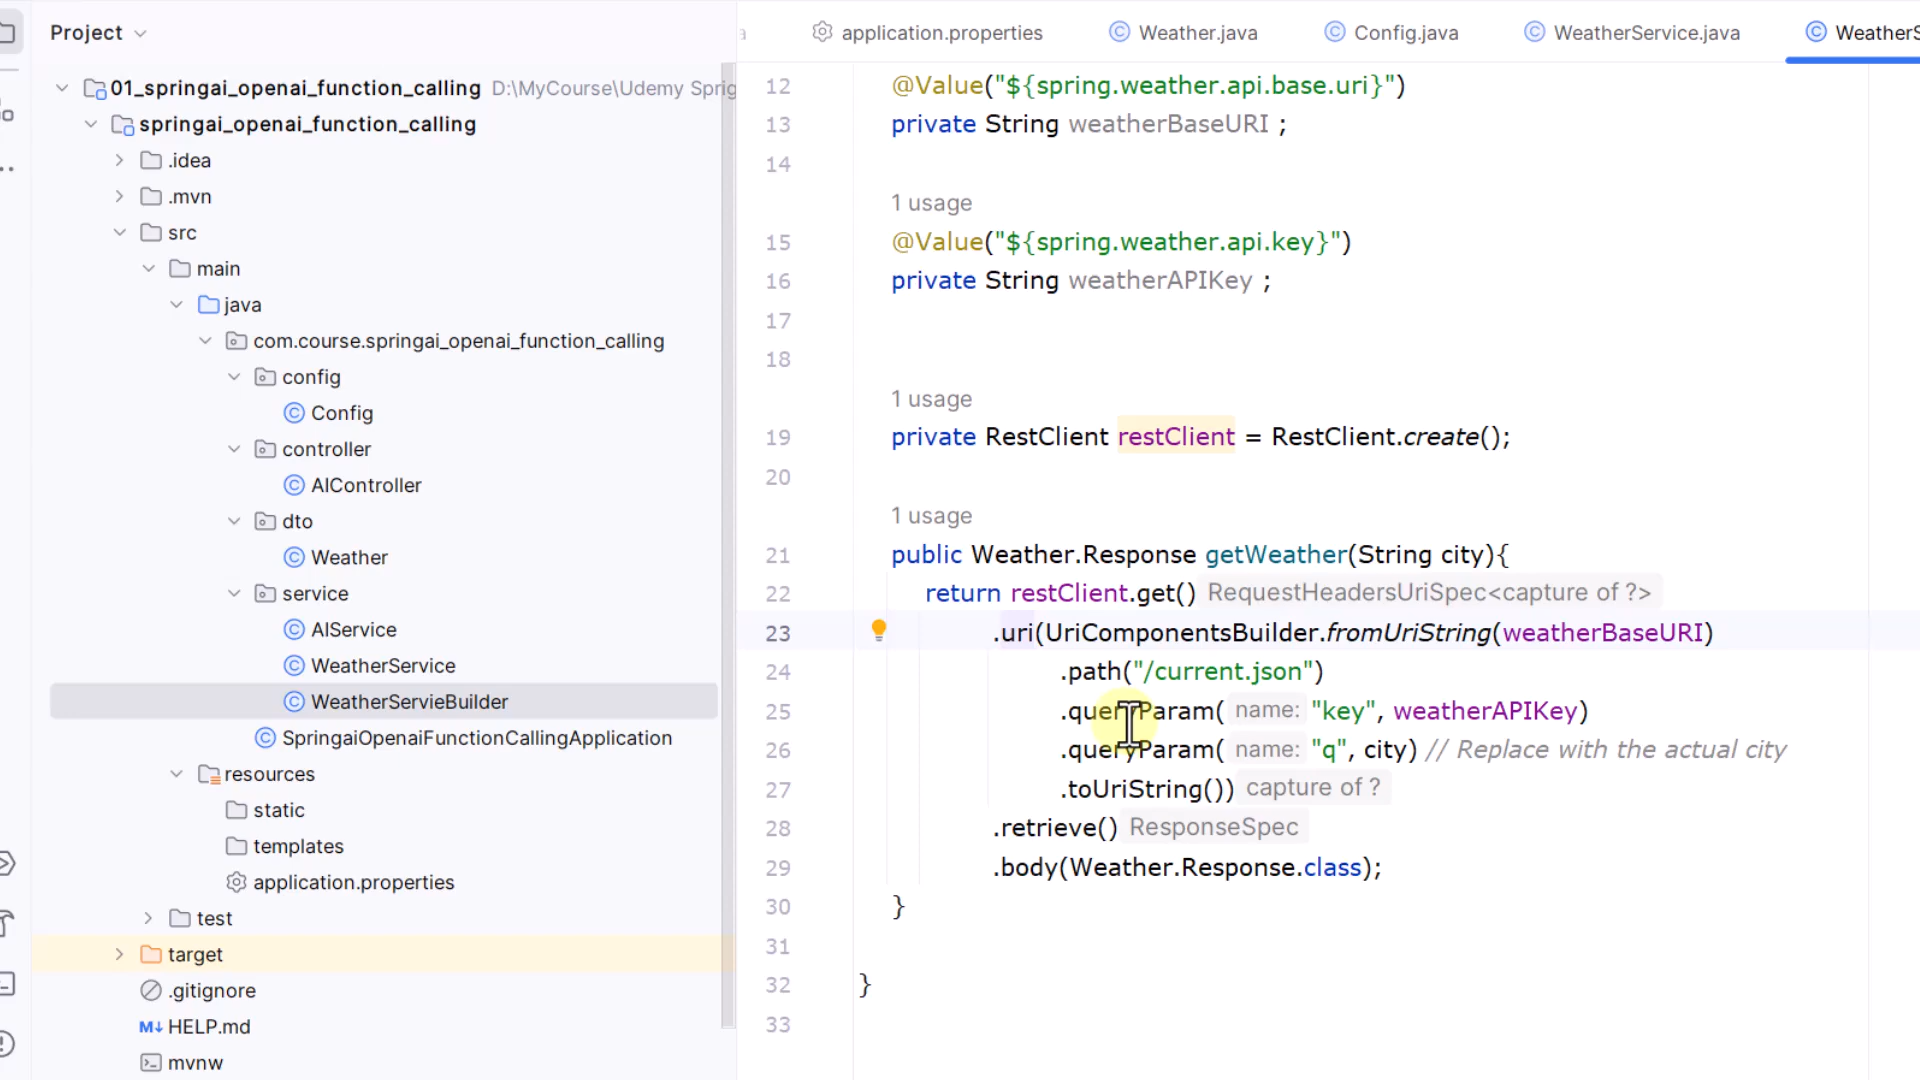 Project
01_springai_openai_function_calling D:\MyCourse\Udemy Sprig
springai_openai_function_calling
.idea
.mvn
src
main
java
com.course.springai_openai_function_calling
config
Config
controller
AIController
dto
Weather
service
AIService
WeatherService
WeatherServieBuilder
SpringaiOpenaiFunctionCallingApplication
resources
static
templates
application.properties
test
target
.gitignore
M↓ HELP.md
mvnw
application.properties Weather.java Config.java WeatherService.java WeatherS
12 @Value("${spring.weather.api.base.uri}")
13 private String weatherBaseURI ;
14
1 usage
15 @Value("${spring.weather.api.key}")
16 private String weatherAPIKey ;
17
18
1 usage
19 private RestClient restClient = RestClient.create();
20
1 usage
21 public Weather.Response getWeather(String city){
22 return restClient.get() RequestHeadersUriSpec<capture of ?>
23 .uri(UriComponentsBuilder.fromUriString(weatherBaseURI)
24 .path("/current.json")
25 .queryParam( name: "key", weatherAPIKey)
26 .queryParam( name: "q", city) // Replace with the actual city
27 .toUriString()) capture of ?
28 .retrieve() ResponseSpec
29 .body(Weather.Response.class);
30 }
31
32 }
33